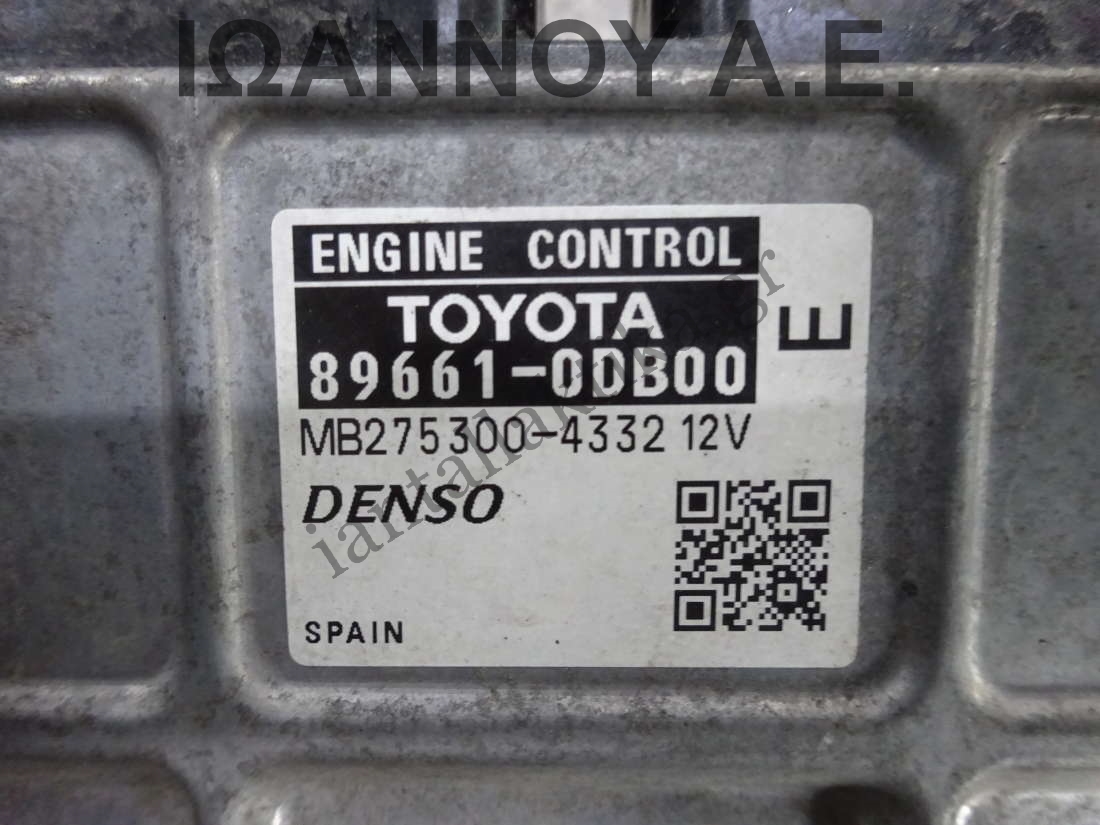 ΙΩΑΝΝΟΥ Α.Ε.
ENGINE CONTROL
TOYOTA
89661-0DB00
E
MB275300-4332 12V
DENSO
SPAIN